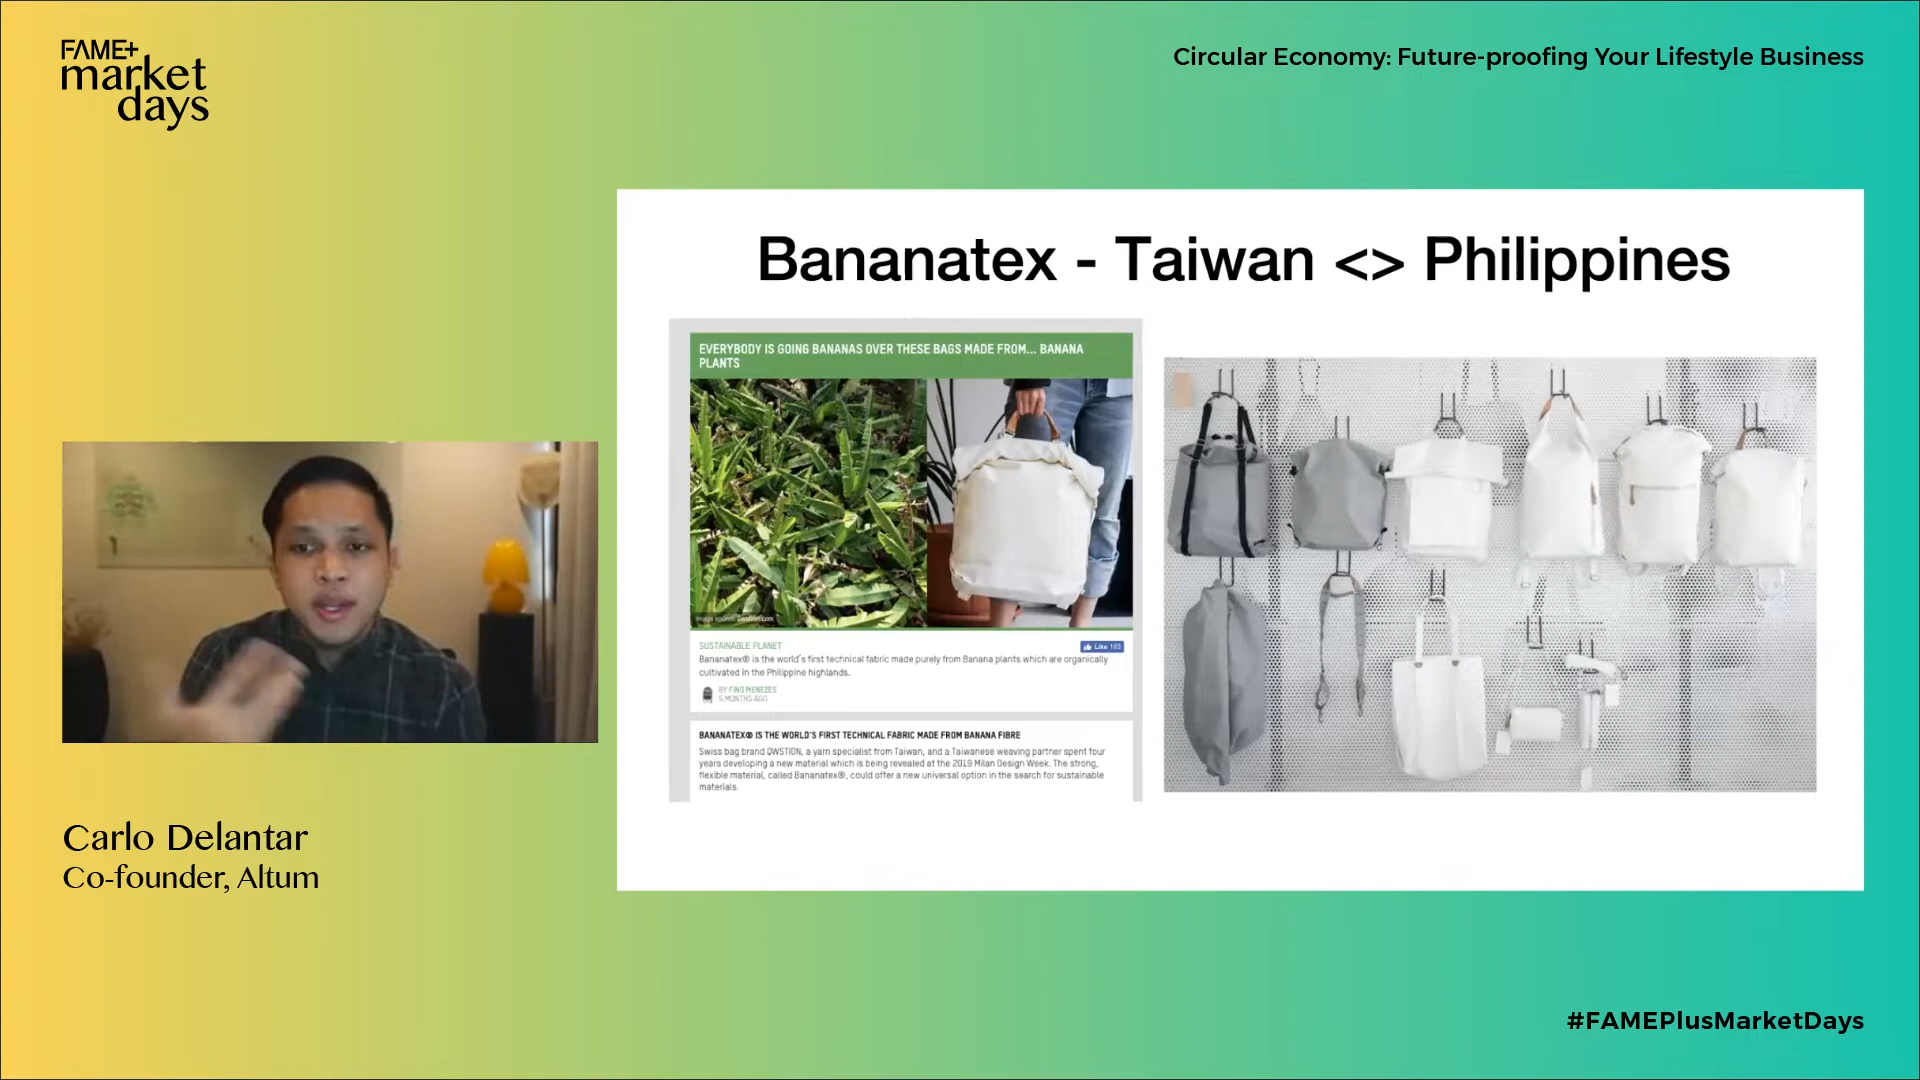 FAME+
market
days
Circular Economy: Future-proofing Your Lifestyle Business
Bananatex - Taiwan <> Philippines
EVERYBODY IS GOING BANANAS OVER THESE BAGS MADE FROM... BANANA
PLANTS
SUSTAINABLE PLANET
Like 103
Bananatex® is the world's first technical fabric made purely from Banana plants which are organically
cultivated in the Philippine highlands.
BY FINO MENEZES
5 MONTHS AGO
BANANATEX® IS THE WORLD'S FIRST TECHNICAL FABRIC MADE FROM BANANA FIBRE
Swiss bag brand QWSTION, a yarn specialist from Taiwan, and a Taiwanese weaving partner spent four
years developing a new material which is being revealed at the 2019 Milan Design Week. The strong,
flexible material, called Bananatex®, could offer a new universal option in the search for sustainable
materials.
Carlo Delantar
Co-founder, Altum
#FAMEPlusMarketDays